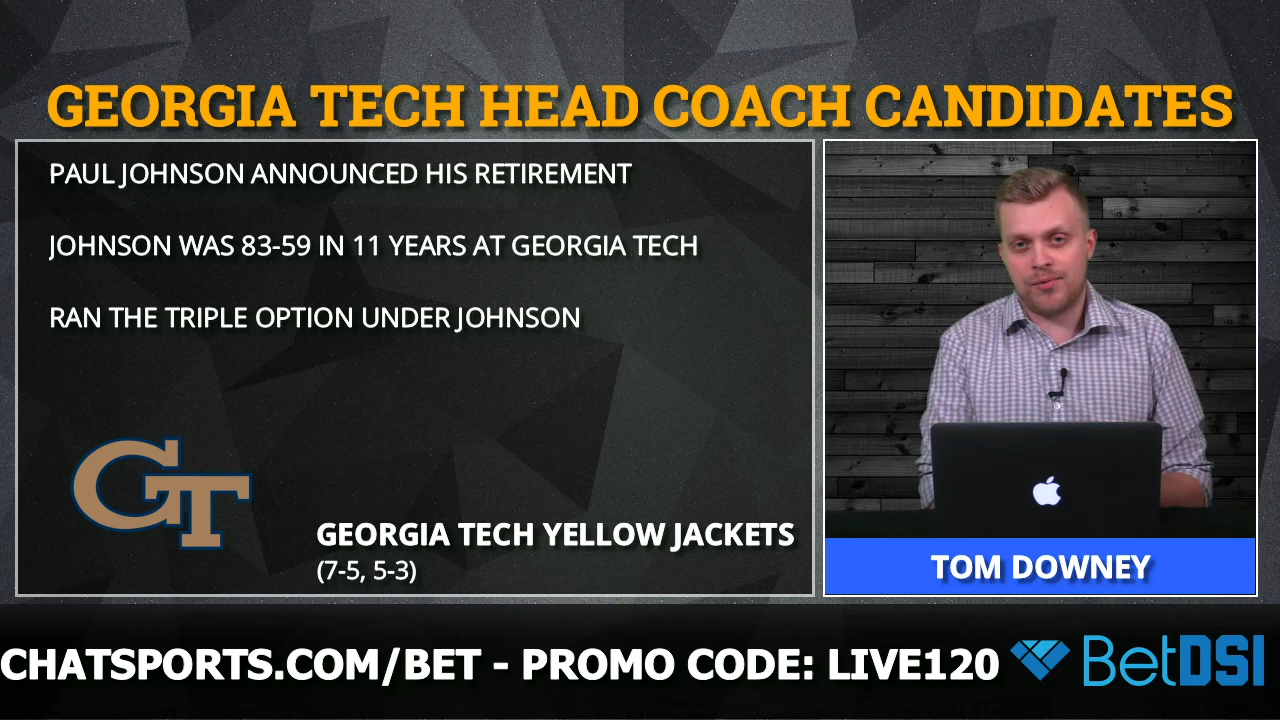 GEORGIA TECH HEAD COACH CANDIDATES
PAUL JOHNSON ANNOUNCED HIS RETIREMENT
JOHNSON WAS 83-59 IN 11 YEARS AT GEORGIA TECH
RAN THE TRIPLE OPTION UNDER JOHNSON
GT
GEORGIA TECH YELLOW JACKETS
(7-5, 5-3)
TOM DOWNEY
CHATSPORTS.COM/BET - PROMO CODE: LIVE120
BetDSI